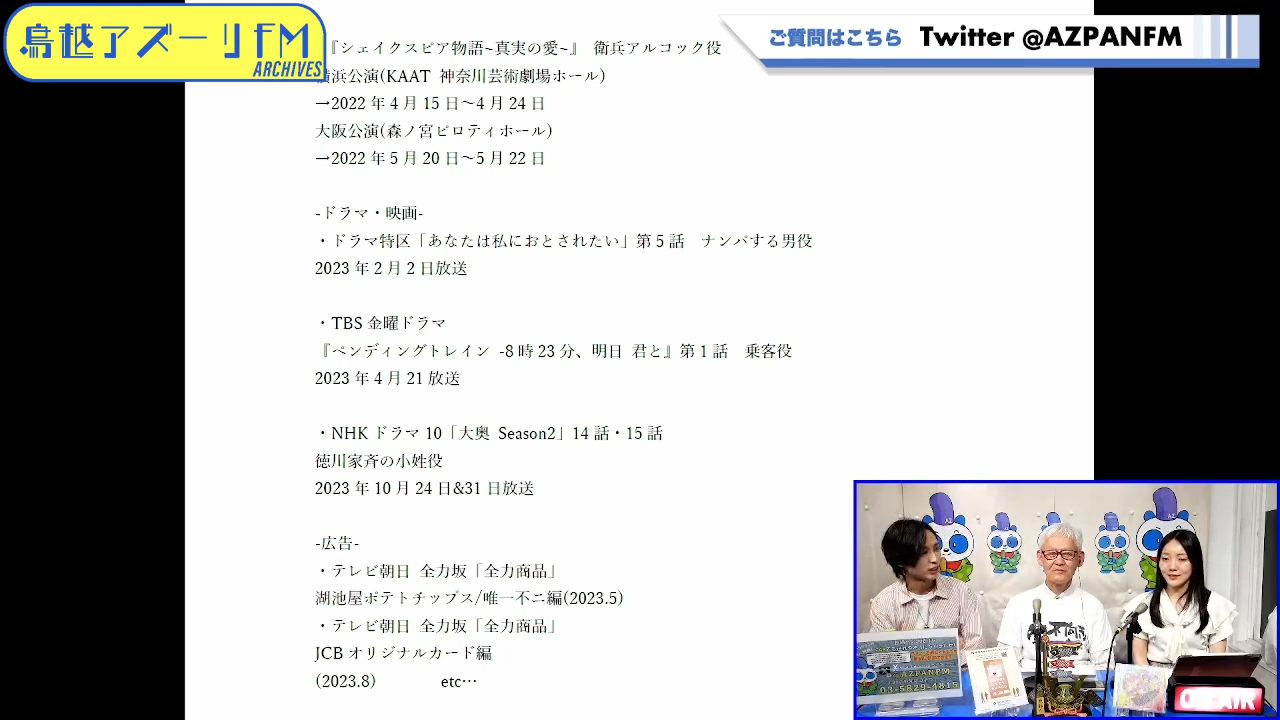 鳥越アズーリFM
ARCHIVES
ご質問はこちら Twitter @AZPANFM
『シェイクスピア物語~真実の愛~』 衛兵アルコック役
横浜公演(KAAT 神奈川芸術劇場ホール)
→2022年4月15日～4月24日
大阪公演(森ノ宮ピロティホール)
→2022年5月20日～5月22日
-ドラマ・映画-
・ドラマ特区「あなたは私におとされたい」第5話 ナンパする男役
2023年2月2日放送
・TBS金曜ドラマ
『ペンディングトレイン -8時23分、明日 君と』第1話 乗客役
2023年4月21放送
・NHKドラマ10「大奥 Season2」14話・15話
徳川家斉の小姓役
2023年10月24日&31日放送
-広告-
・テレビ朝日 全力坂「全力商品」
湖池屋ポテトチップス/唯一不二編(2023.5)
・テレビ朝日 全力坂「全力商品」
JCBオリジナルカード編
(2023.8) etc…
AZPANFM
03-5829-4815
ON AIR